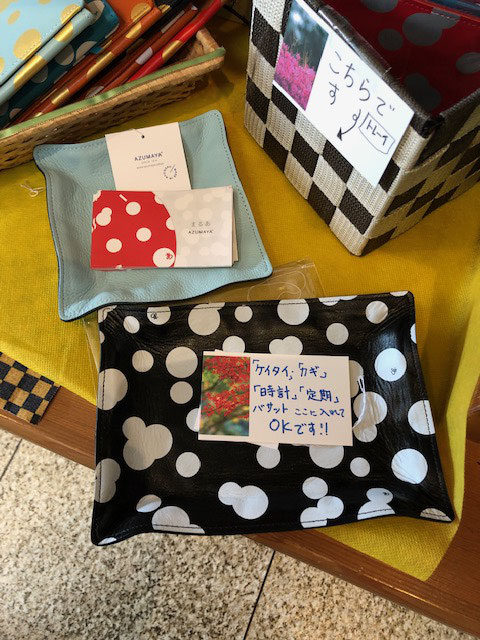 こちらで
す
トレイ
AZUMAYA
まるあ
AZUMAYA
「ケイタイ」「カギ」
「時計」「定期」
バサット ここに入れて
OKです!!